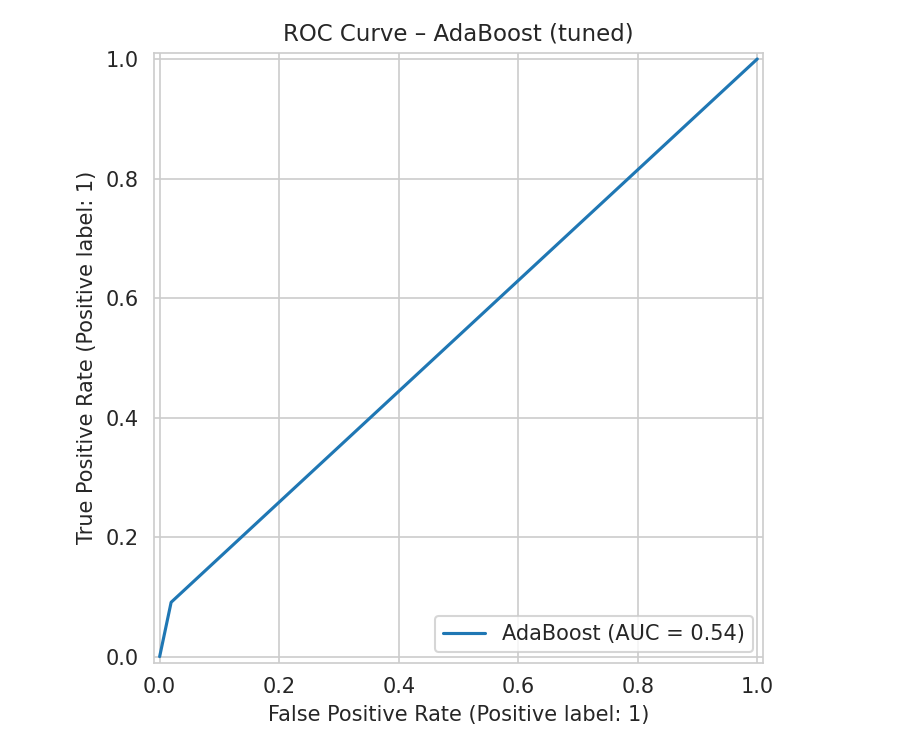 ROC Curve – AdaBoost (tuned)
True Positive Rate (Positive label: 1)
1.0
0.8
0.6
0.4
0.2
0.0
AdaBoost (AUC = 0.54)
0.0 0.2 0.4 0.6 0.8 1.0
False Positive Rate (Positive label: 1)